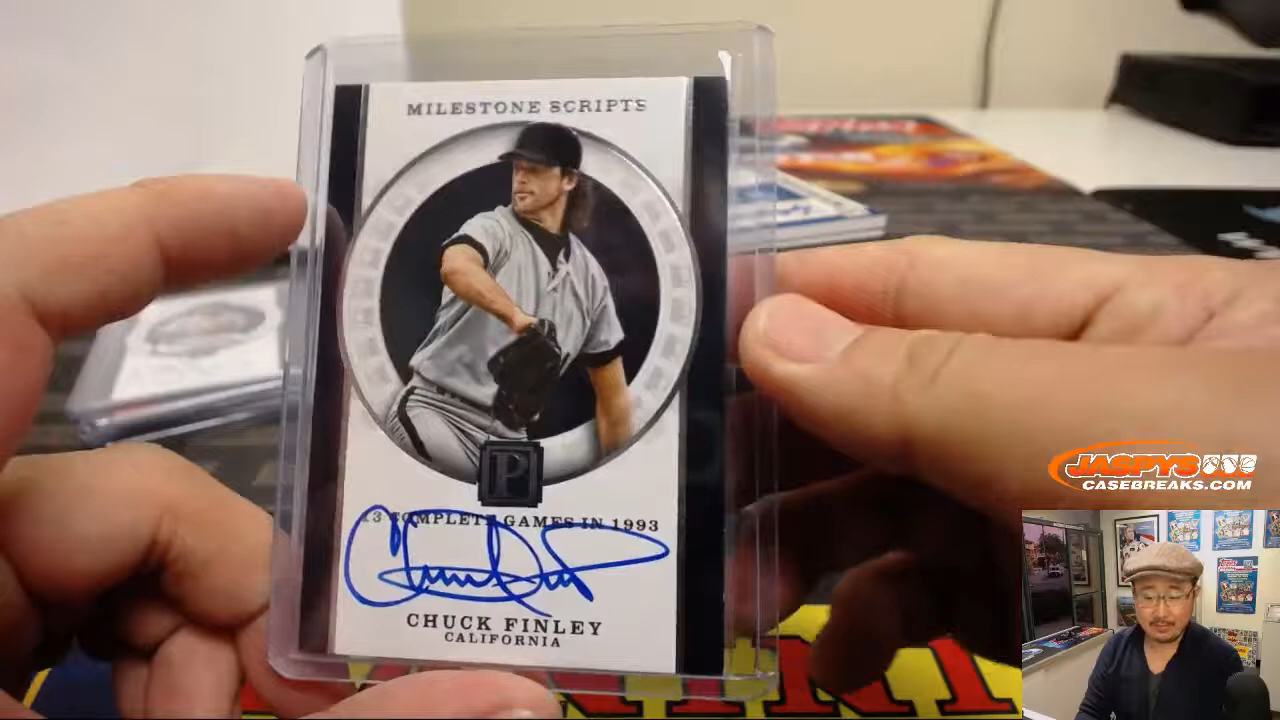 MILESTONE SCRIPTS
P
13 COMPLETE GAMES IN 1993
CHUCK FINLEY
CALIFORNIA
JASPYS
CASEBREAKS.COM